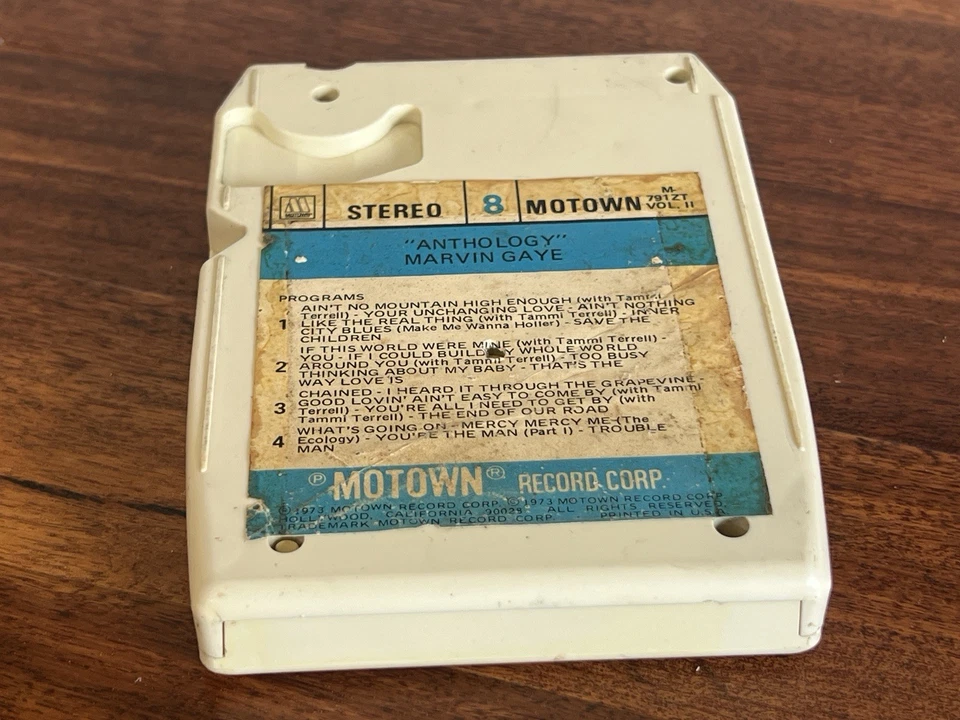 MOTOWN
STEREO 8 MOTOWN M-791ZT VOL. II
"ANTHOLOGY"
MARVIN GAYE
PROGRAMS
1 AIN'T NO MOUNTAIN HIGH ENOUGH (with Tammi
Terrell) - YOUR UNCHANGING LOVE - AIN'T NOTHING
LIKE THE REAL THING (with Tammi Terrell) - INNER
CITY BLUES (Make Me Wanna Holler) - SAVE THE
CHILDREN
2 IF THIS WORLD WERE MINE (with Tammi Terrell) -
YOU - IF I COULD BUILD MY WHOLE WORLD
AROUND YOU (with Tammi Terrell) - TOO BUSY
THINKING ABOUT MY BABY - THAT'S THE
WAY LOVE IS
3 CHAINED - I HEARD IT THROUGH THE GRAPEVINE
GOOD LOVIN' AIN'T EASY TO COME BY (with Tammi
Terrell) - YOU'RE ALL I NEED TO GET BY (with
Tammi Terrell) - THE END OF OUR ROAD
4 WHAT'S GOING ON - MERCY MERCY ME (The
Ecology) - YOU'RE THE MAN (Part I) - TROUBLE
MAN
℗ MOTOWN® RECORD CORP.
℗ 1973 MOTOWN RECORD CORP. © 1973 MOTOWN RECORD CORP.
HOLLYWOOD, CALIFORNIA 90028 ALL RIGHTS RESERVED
TRADEMARK MOTOWN RECORD CORP. PRINTED IN U.S.A.